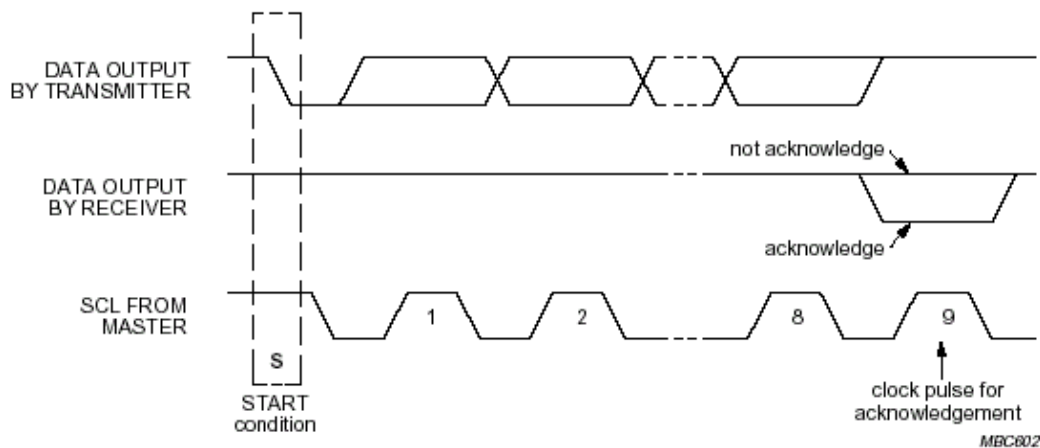 DATA OUTPUT
BY TRANSMITTER
not acknowledge
DATA OUTPUT
BY RECEIVER
acknowledge
SCL FROM
MASTER
1
2
8
9
S
START
condition
clock pulse for
acknowledgement
MBC602